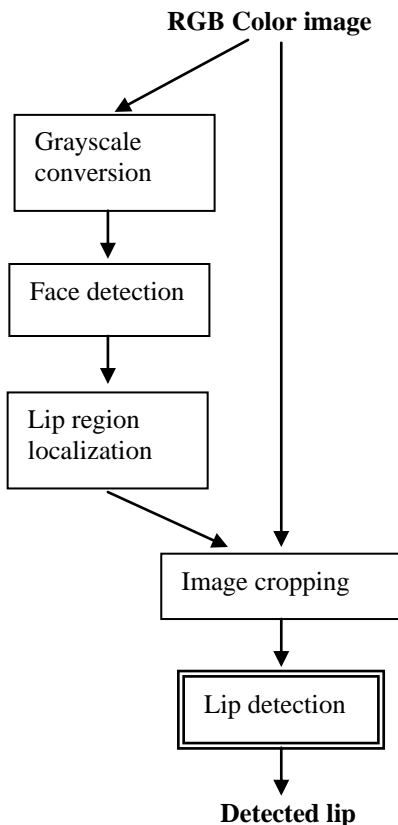 RGB Color image
Grayscale
conversion
Face detection
Lip region
localization
Image cropping
Lip detection
Detected lip